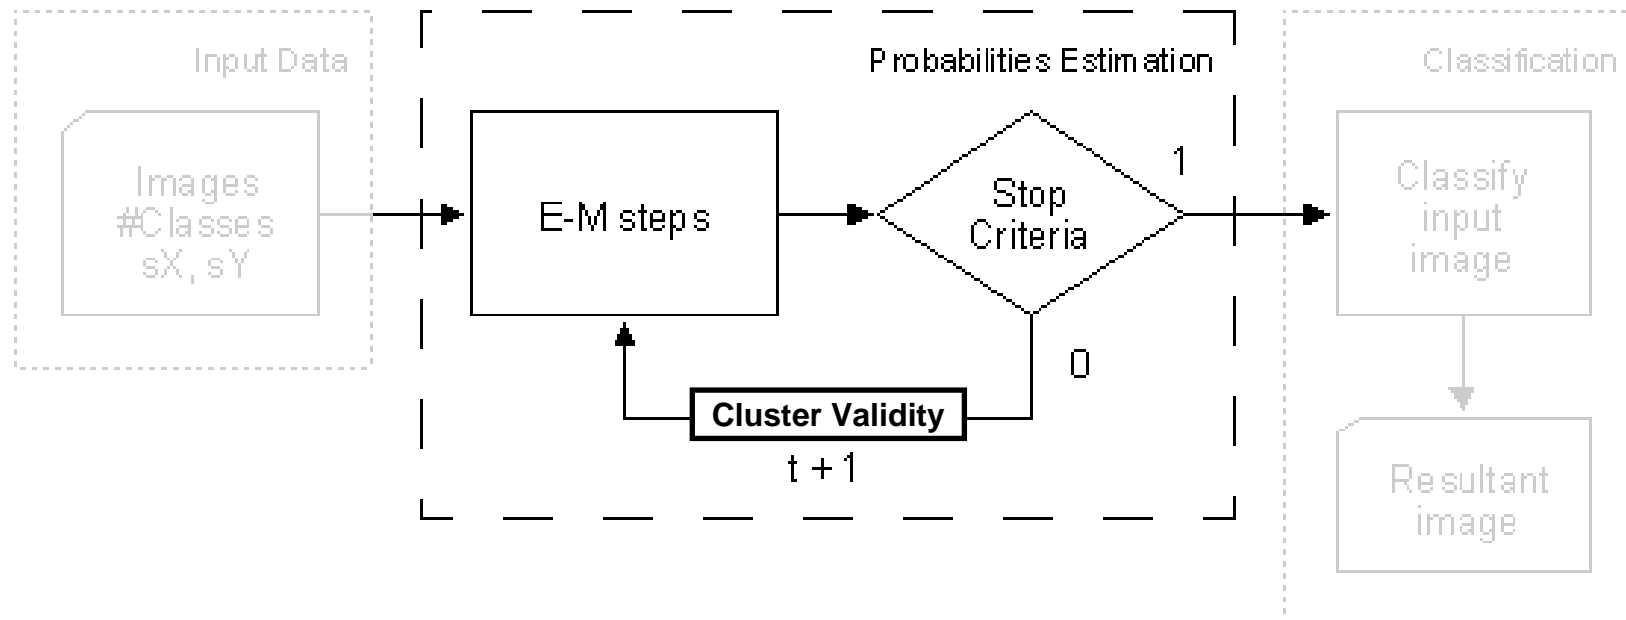 Input Data
Images
#Classes
sX, sY
Probabilities Estimation
E-M steps
Stop
Criteria
1
0
Cluster Validity
t + 1
Classification
Classify
input
image
Resultant
image